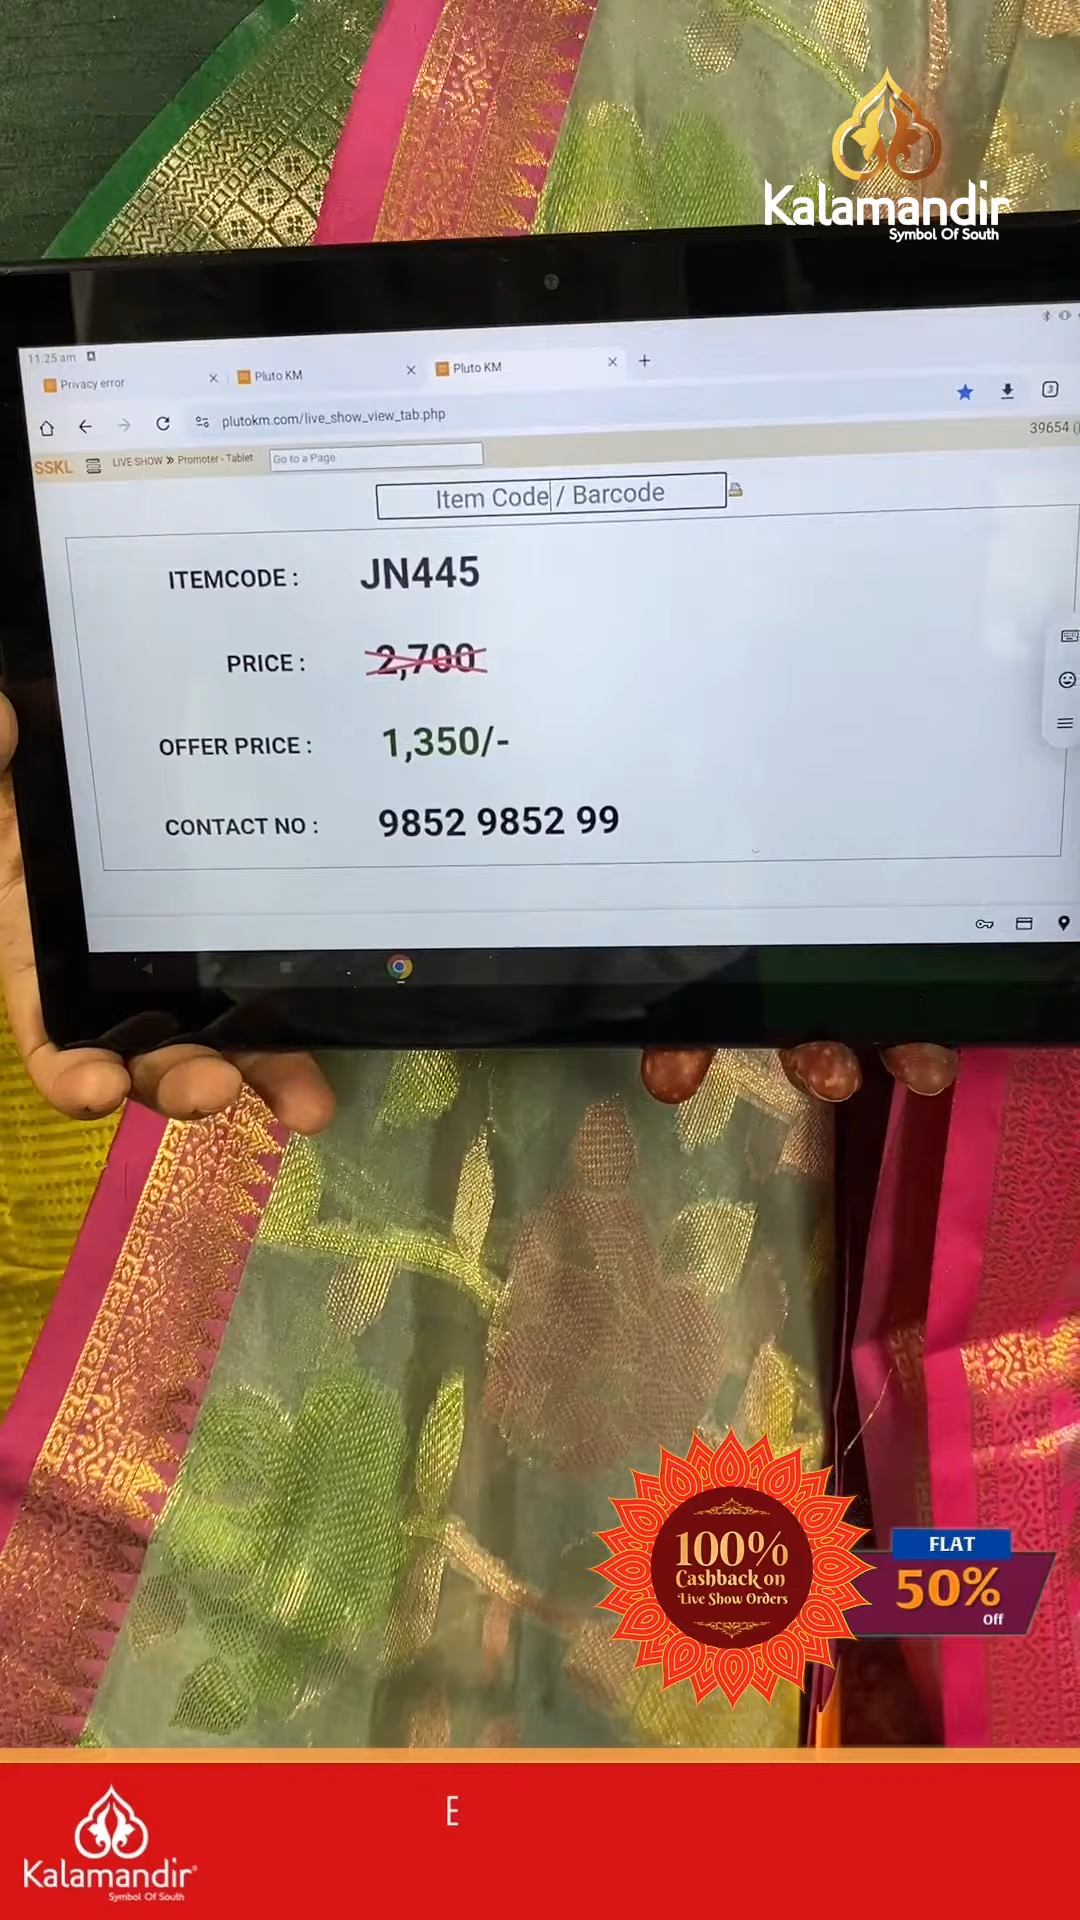 Kalamandir
Symbol Of South
11.25 am
Privacy error
Pluto KM
Pluto KM
plutokm.com/live_show_view_tab.php
39654
SSKL
LIVE SHOW » Promoter - Tablet
Go to a Page
Item Code / Barcode
ITEMCODE : JN445
PRICE : 2,700
OFFER PRICE : 1,350/-
CONTACT NO : 9852 9852 99
100%
Cashback on
Live Show Orders
FLAT
50%
Off
E
Kalamandir
Symbol Of South